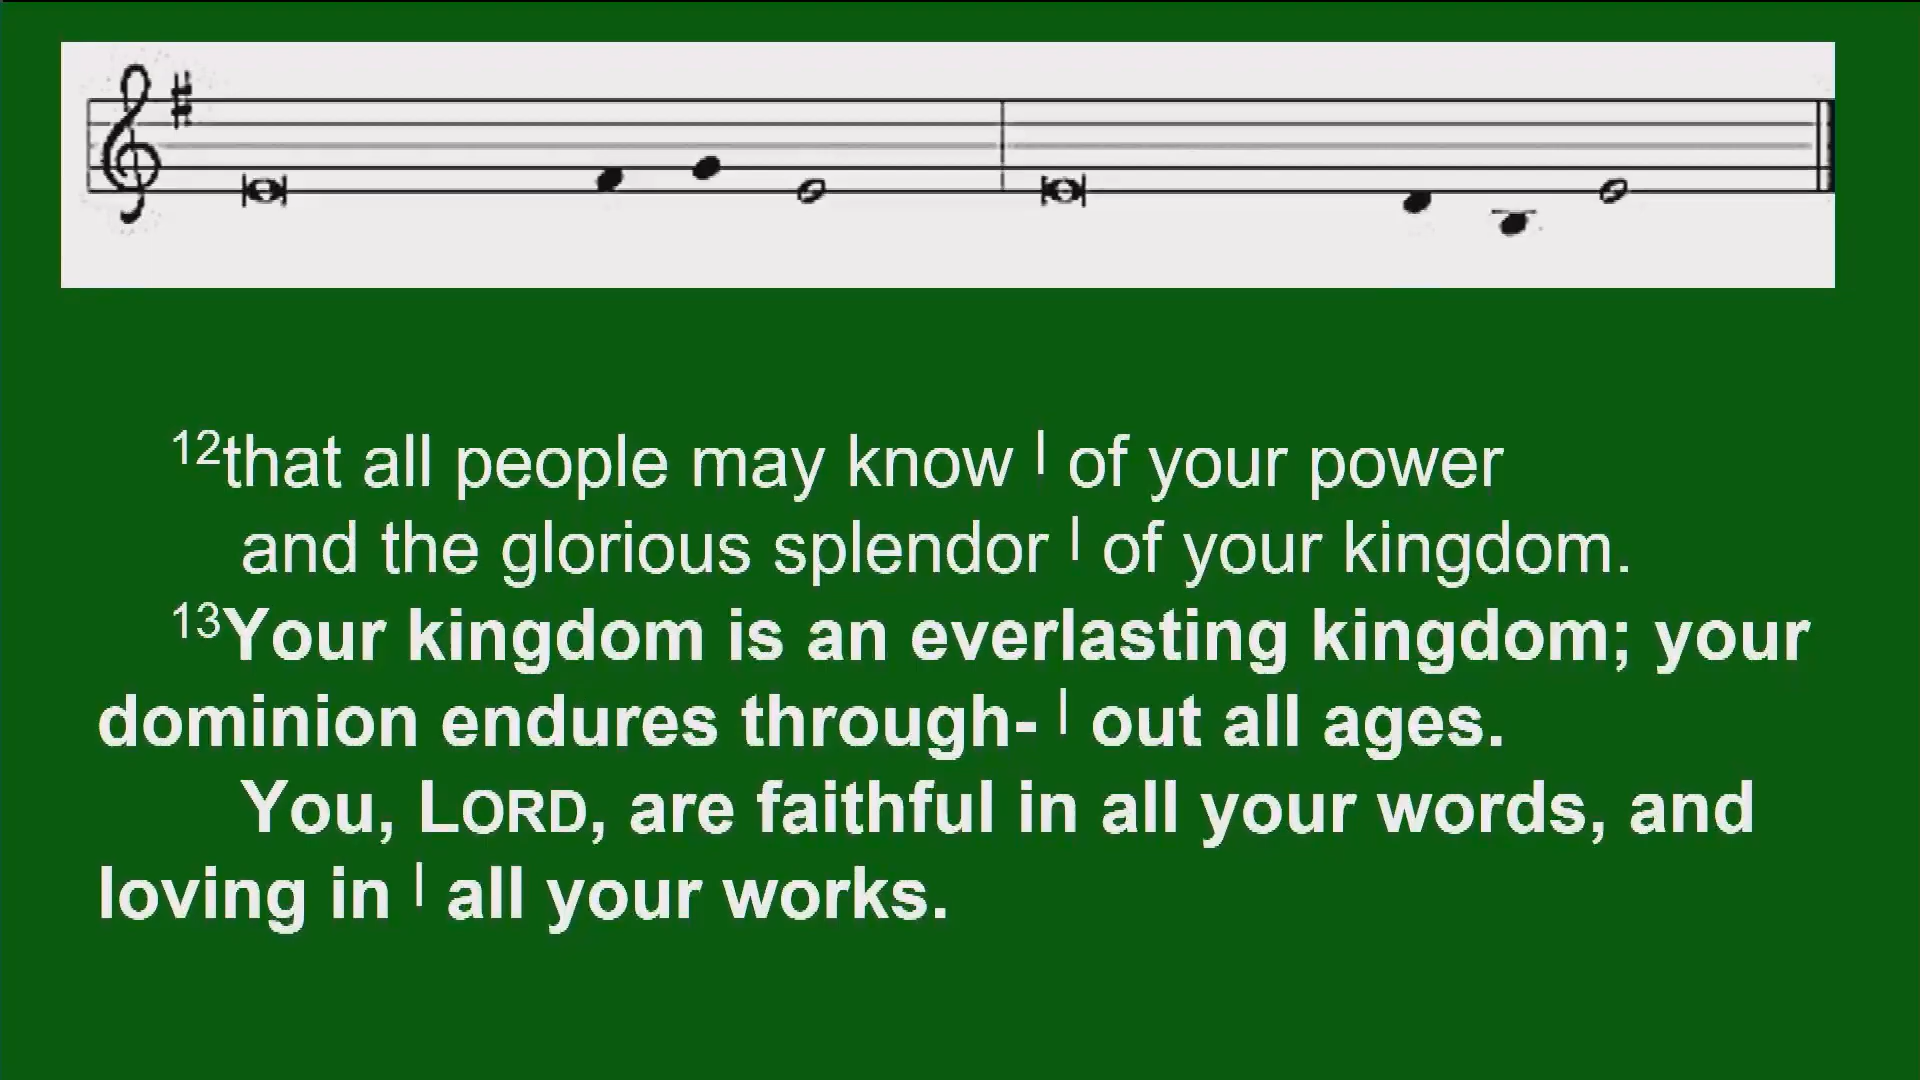 12that all people may know | of your power
and the glorious splendor | of your kingdom.
13Your kingdom is an everlasting kingdom; your
dominion endures through- | out all ages.
You, LORD, are faithful in all your words, and
loving in | all your works.